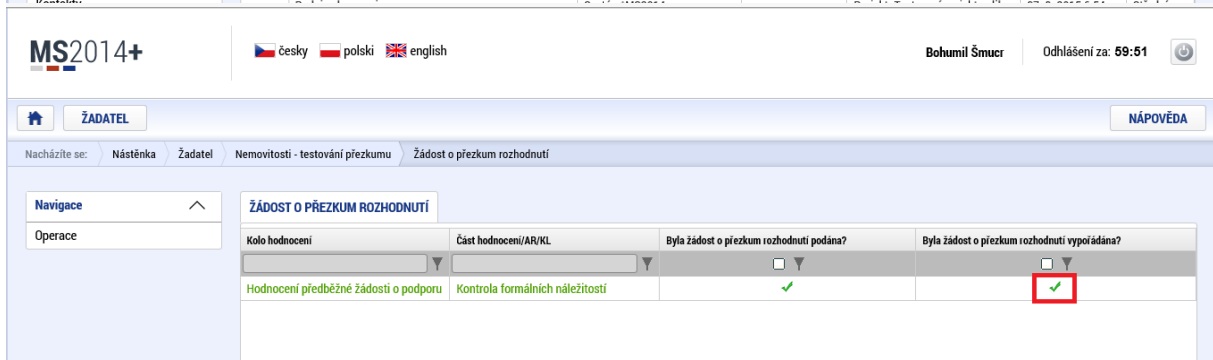 Kontakty
MS2014+ česky polski english Bohumil Šmucr Odhlášení za: 59:51
ŽADATEL NÁPOVĚDA
Nacházíte se: Nástěnka Žadatel Nemovitosti - testování přezkumu Žádost o přezkum rozhodnutí
Navigace ŽÁDOST O PŘEZKUM ROZHODNUTÍ
Operace Kolo hodnocení Část hodnocení/AR/KL Byla žádost o přezkum rozhodnutí podána? Byla žádost o přezkum rozhodnutí vypořádána?
Hodnocení předběžné žádosti o podporu Kontrola formálních náležitostí